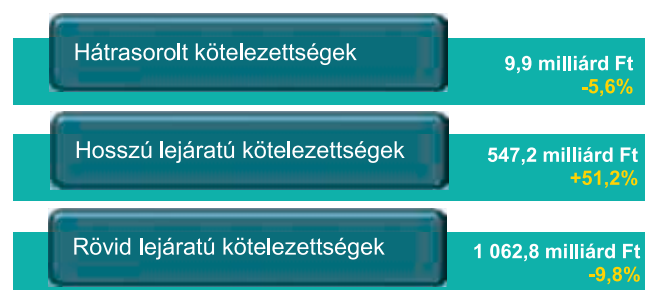 Hátrasorolt kötelezettségek
9,9 milliárd Ft
-5,6%
Hosszú lejáratú kötelezettségek
547,2 milliárd Ft
+51,2%
Rövid lejáratú kötelezettségek
1 062,8 milliárd Ft
-9,8%